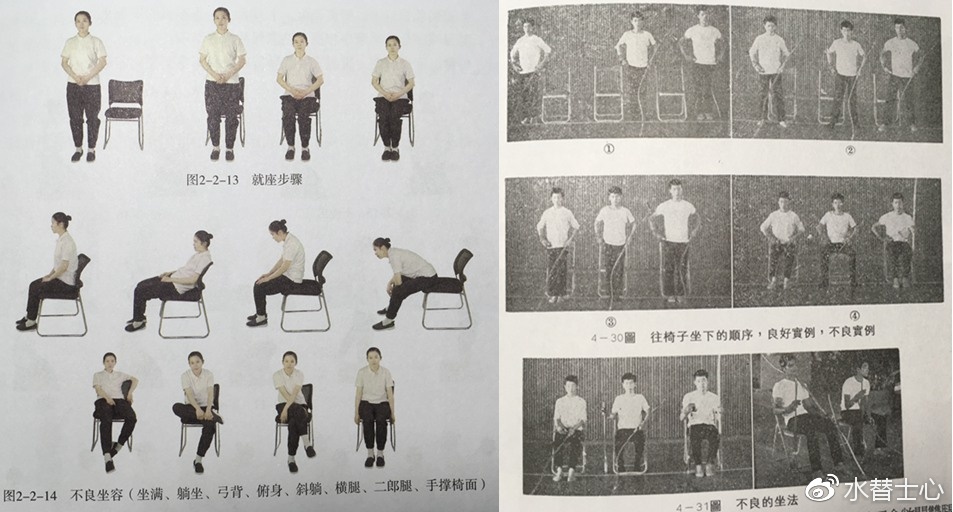 图2-2-13 就座步骤
图2-2-14 不良坐容（坐满、躺坐、弓背、俯身、斜躺、横腿、二郎腿、手撑椅面）
①
②
③
④
4－30圖 往椅子坐下的順序，良好實例，不良實例
4－31圖 不良的坐法
@水替士心